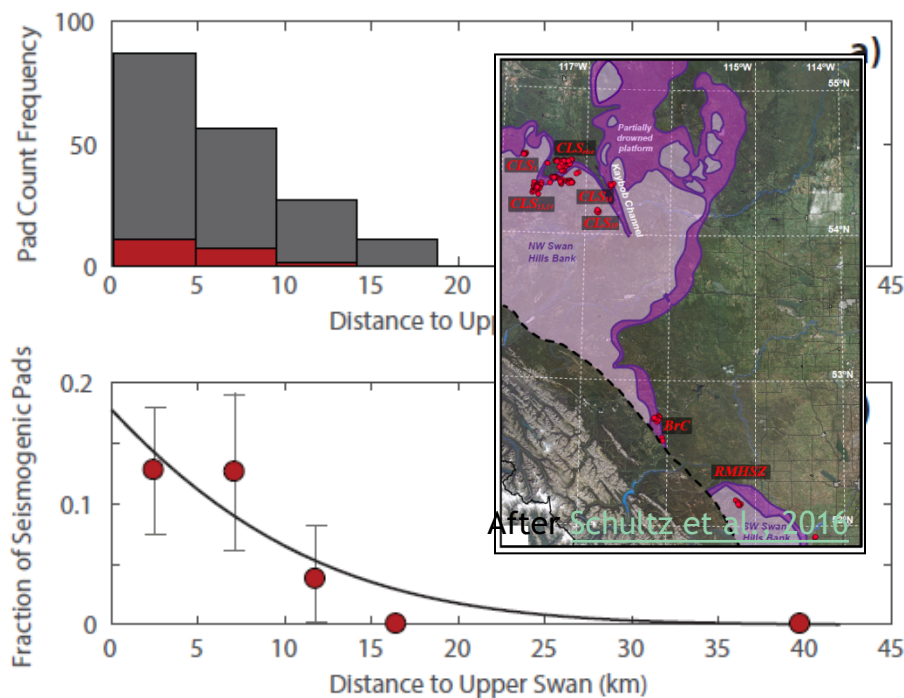 100
50
0
Pad Count Frequency
0
5
10
15
20
45
Distance to Upp
a)
117°W
115°W
114°W
55°N
54°N
53°N
Partially
drowned
platform
Kaybob Channel
NW Swan
Hills Bank
BrC
RMHSZ
SW Swan
Hills Bank
After Schultz et al., 2016
0.2
0.1
0
Fraction of Seismogenic Pads
0
5
10
15
20
25
30
35
40
45
Distance to Upper Swan (km)